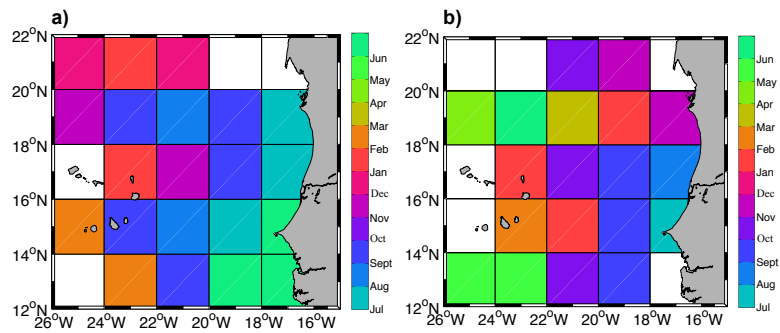 a)
22°N
20°N
18°N
16°N
14°N
12°N
26°W 24°W 22°W 20°W 18°W 16°W
Jun
May
Apr
Mar
Feb
Jan
Dec
Nov
Oct
Sept
Aug
Jul
b)
22°N
20°N
18°N
16°N
14°N
12°N
26°W 24°W 22°W 20°W 18°W 16°W
Jun
May
Apr
Mar
Feb
Jan
Dec
Nov
Oct
Sept
Aug
Jul